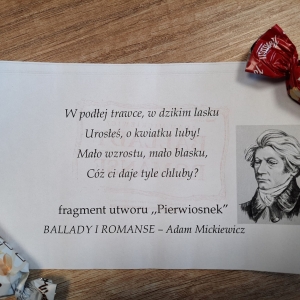 W podłej trawce, w dzikim lasku
Urosłeś, o kwiatku luby!
Mało wzrostu, mało blasku,
Cóż ci daje tyle chluby?
fragment utworu ,,Pierwiosnek"
BALLADY I ROMANSE – Adam Mickiewicz